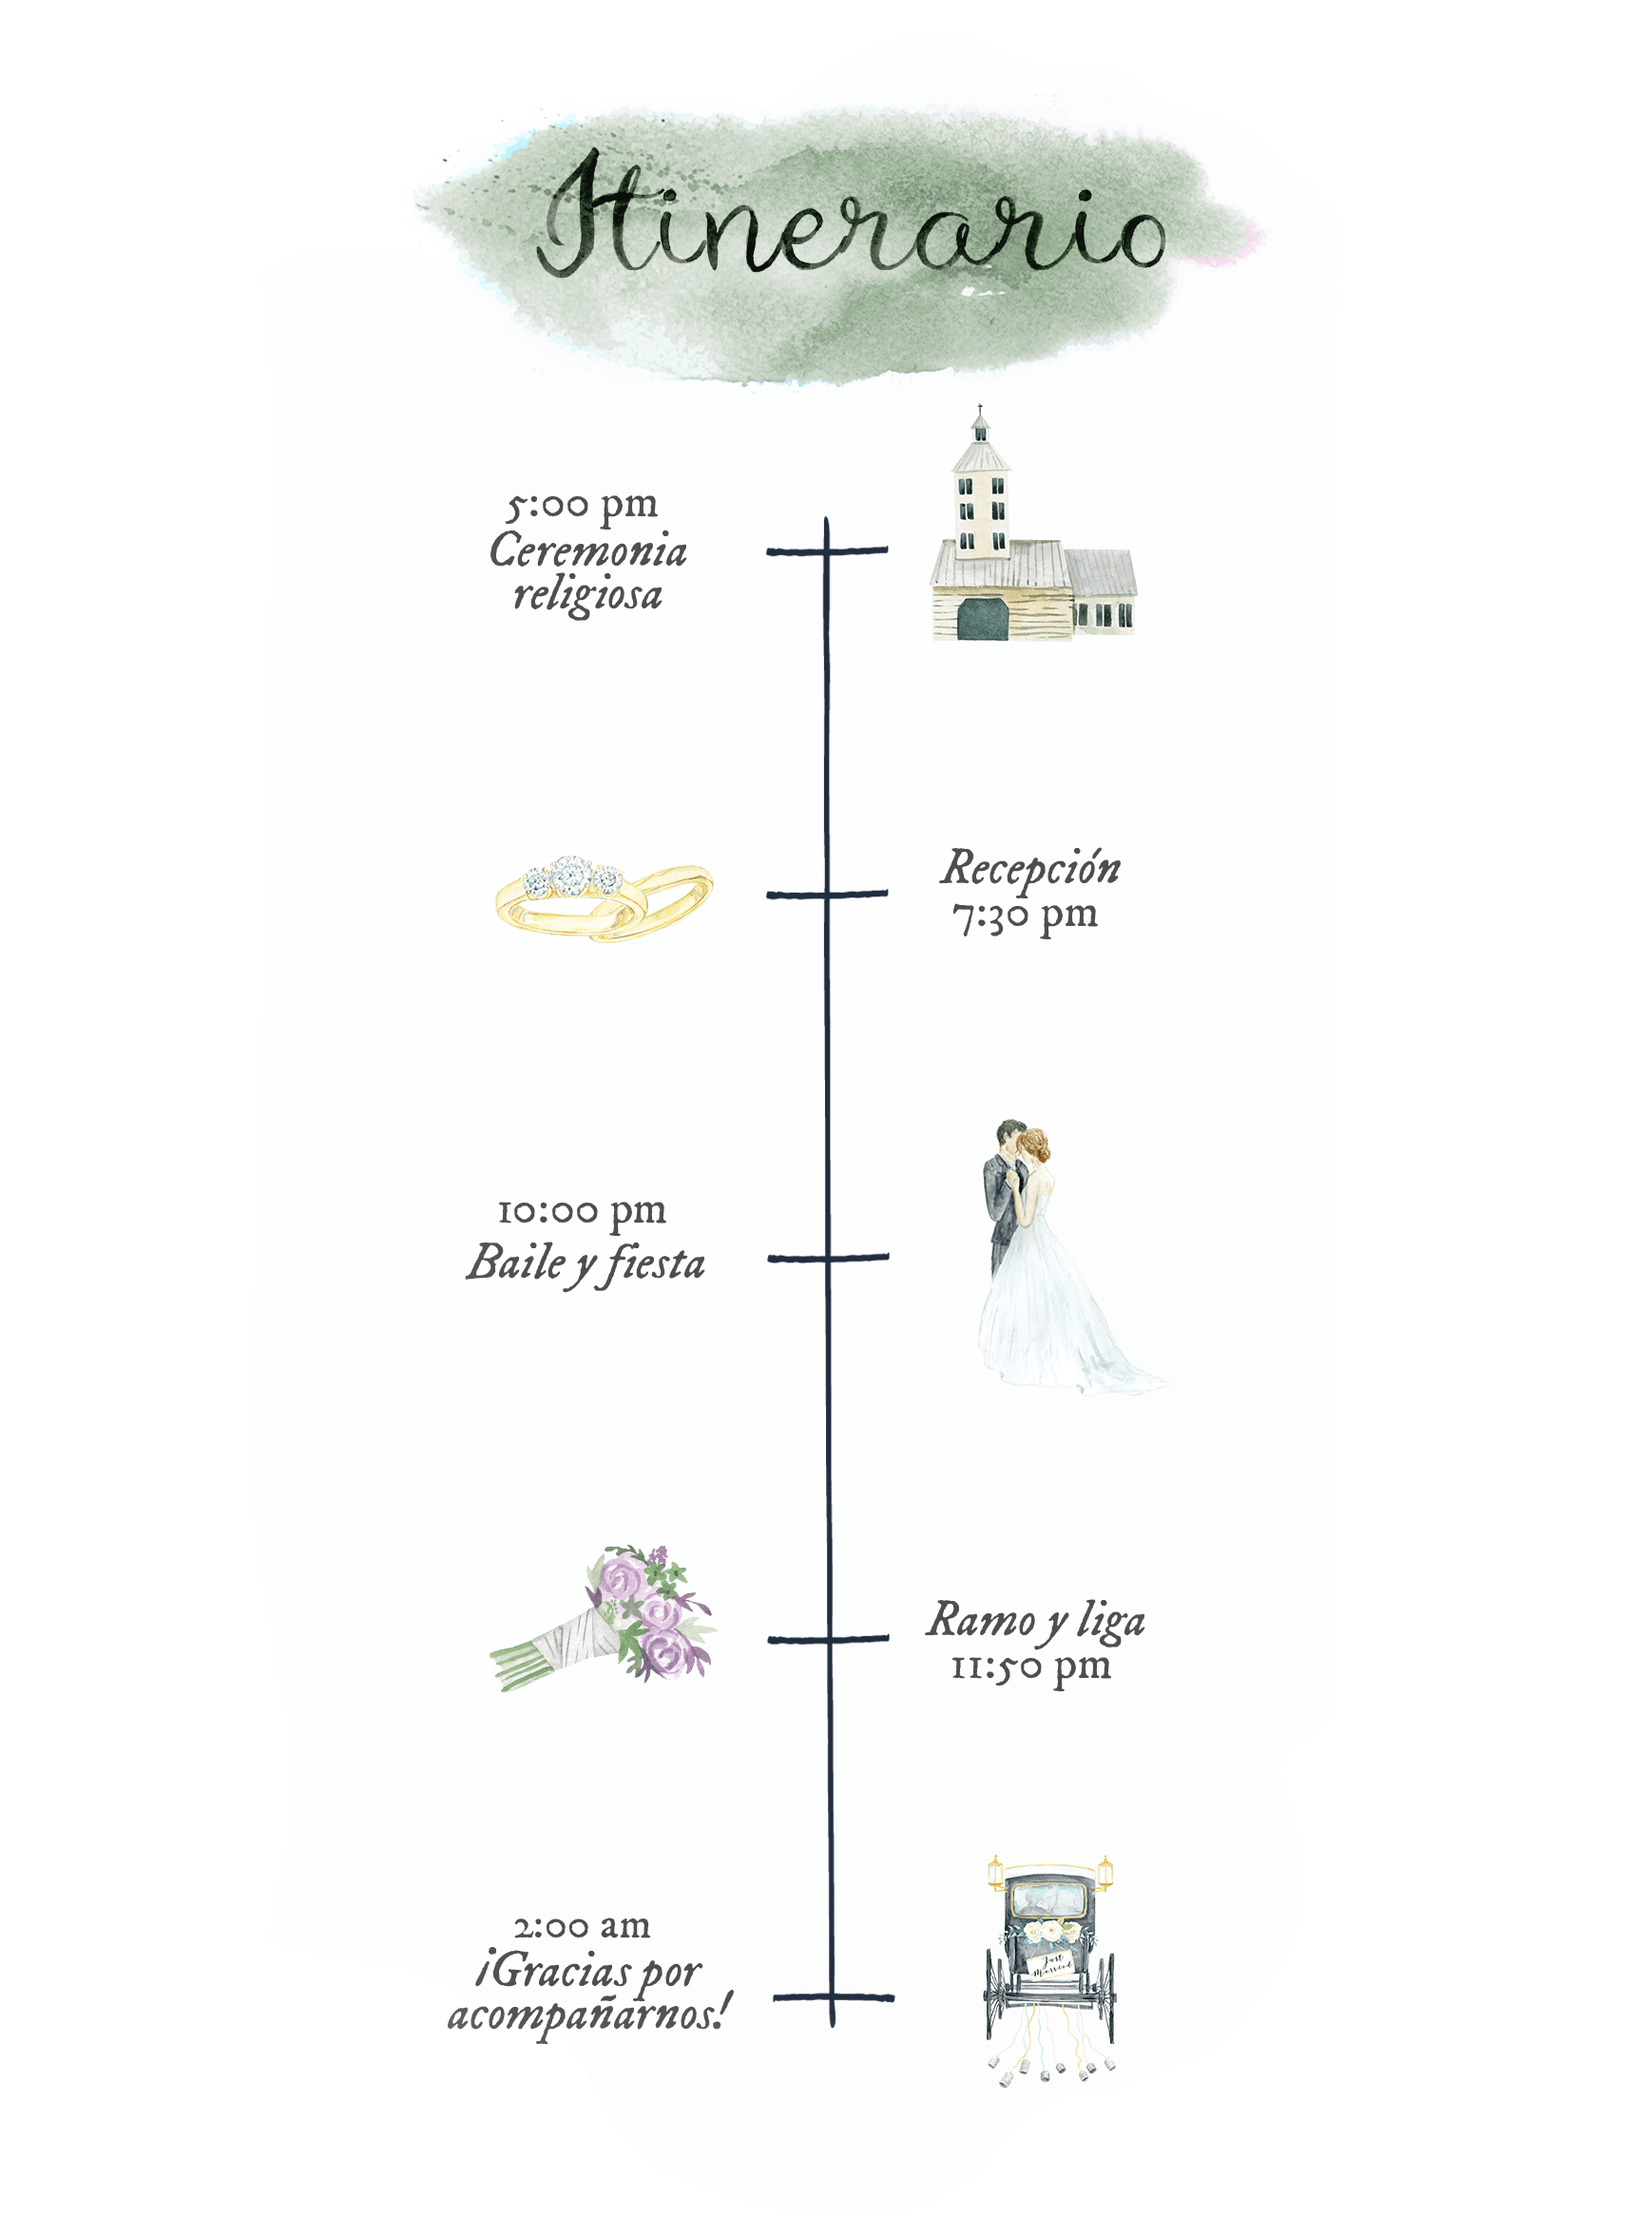 Itinerario
5:00 pm
Ceremonia
religiosa
Recepción
7:30 pm
10:00 pm
Baile y fiesta
Ramo y liga
11:50 pm
2:00 am
¡Gracias por
acompañarnos!
Just
Married